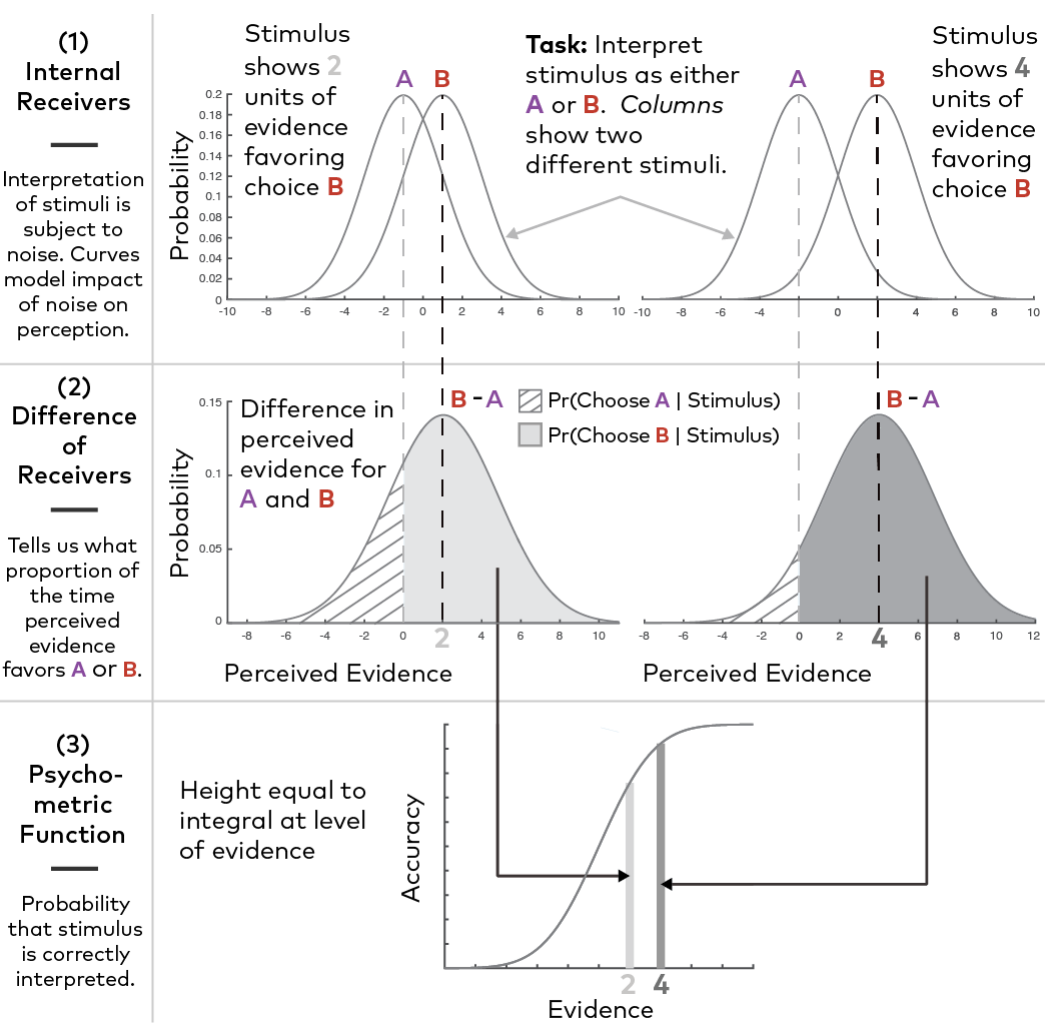 (1)
Internal
Receivers
Interpretation
of stimuli is
subject to
noise. Curves
model impact
of noise on
perception.
Stimulus
shows 2
units of
evidence
favoring
choice B
A B
Task: Interpret
stimulus as either
A or B. Columns
show two
different stimuli.
A B
Stimulus
shows 4
units of
evidence
favoring
choice B
Probability
0.2
0.18
0.16
0.14
0.12
0.1
0.08
0.06
0.04
0.02
0
-10 -8 -6 -4 -2 0 2 4 6 8 10
-10 -8 -6 -4 0 4 6 8 10
(2)
Difference
of
Receivers
Tells us what
proportion of
the time
perceived
evidence
favors A or B.
Difference in
perceived
evidence for
A and B
B - A
Pr(Choose A | Stimulus)
Pr(Choose B | Stimulus)
B - A
Probability
0.15
0.1
0.05
0
-8 -6 -4 -2 0 2 4 6 8 10
-8 -6 -4 -2 0 2 4 6 8 10 12
Perceived Evidence
Perceived Evidence
(3)
Psycho-
metric
Function
Probability
that stimulus
is correctly
interpreted.
Height equal to
integral at level
of evidence
Accuracy
2 4
Evidence